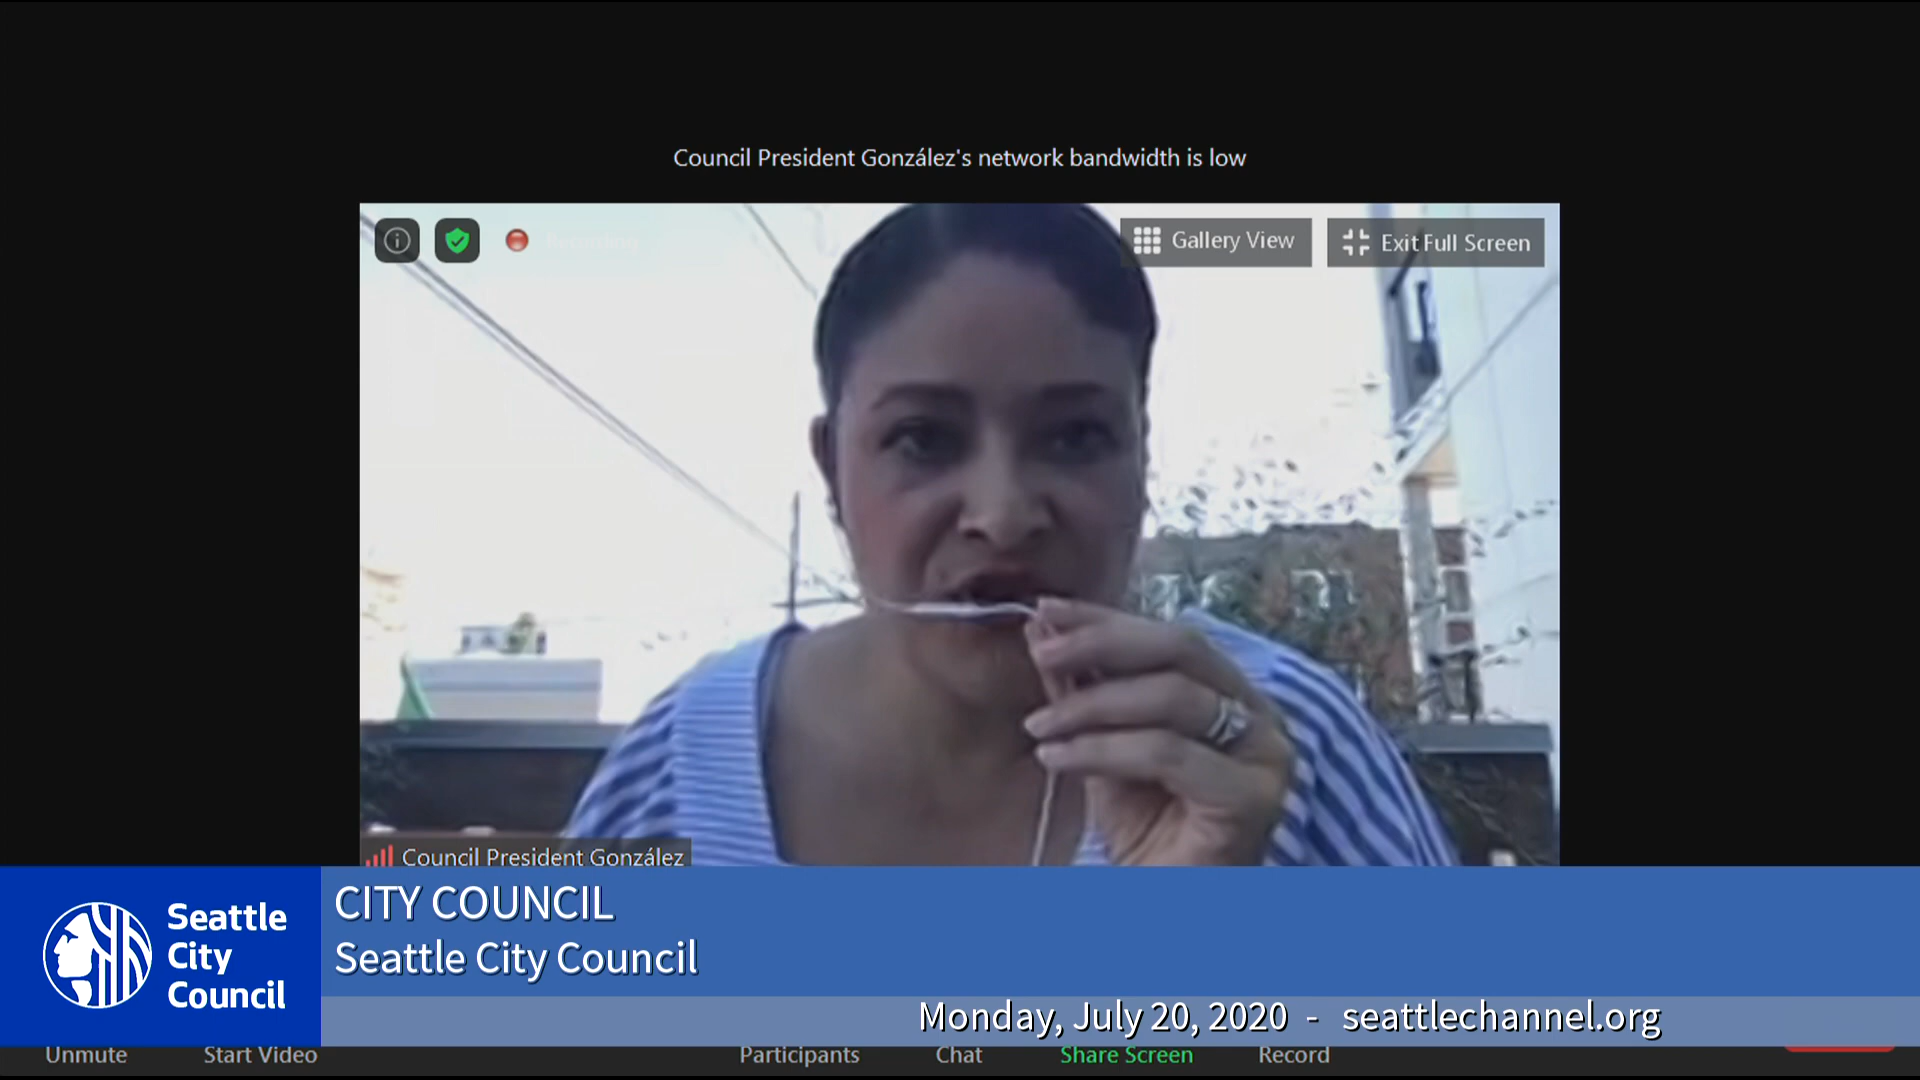 Council President González's network bandwidth is low
Recording
Gallery View
Exit Full Screen
Council President González
Seattle
City
Council
CITY COUNCIL
Seattle City Council
Monday, July 20, 2020 - seattlechannel.org
Unmute
Start Video
Participants
Chat
Share Screen
Record